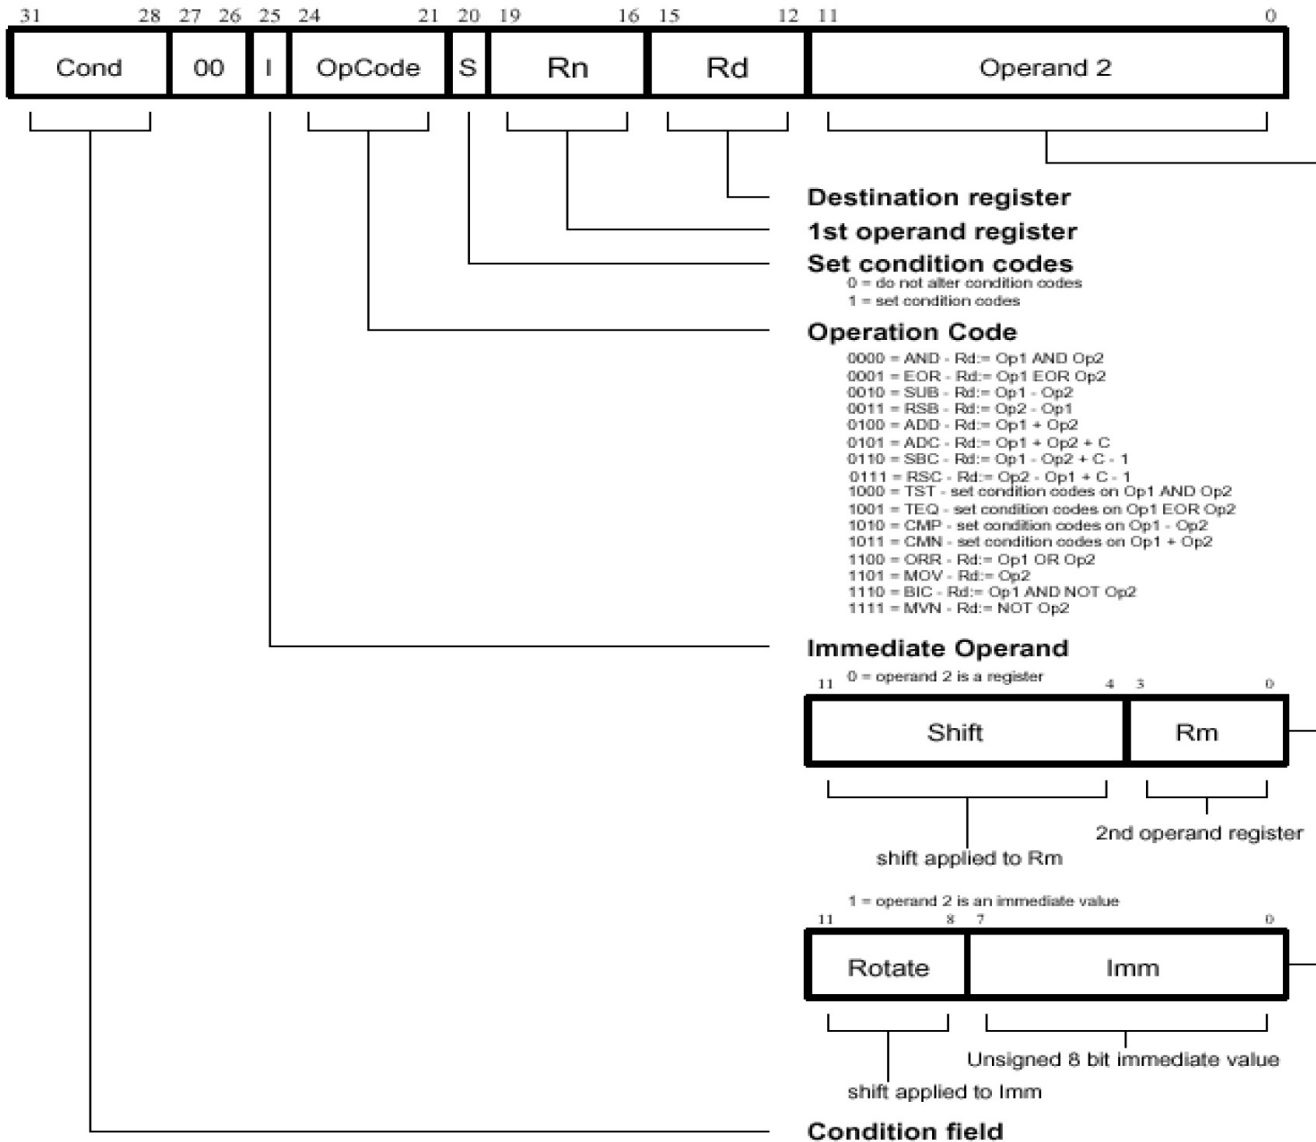 31 28 27 26 25 24 21 20 19 16 15 12 11 0
Cond 00 I OpCode S Rn Rd Operand 2
Destination register
1st operand register
Set condition codes
0 = do not alter condition codes
1 = set condition codes
Operation Code
0000 = AND - Rd:= Op1 AND Op2
0001 = EOR - Rd:= Op1 EOR Op2
0010 = SUB - Rd:= Op1 - Op2
0011 = RSB - Rd:= Op2 - Op1
0100 = ADD - Rd:= Op1 + Op2
0101 = ADC - Rd:= Op1 + Op2 + C
0110 = SBC - Rd:= Op1 - Op2 + C - 1
0111 = RSC - Rd:= Op2 - Op1 + C - 1
1000 = TST - set condition codes on Op1 AND Op2
1001 = TEQ - set condition codes on Op1 EOR Op2
1010 = CMP - set condition codes on Op1 - Op2
1011 = CMN - set condition codes on Op1 + Op2
1100 = ORR - Rd:= Op1 OR Op2
1101 = MOV - Rd:= Op2
1110 = BIC - Rd:= Op1 AND NOT Op2
1111 = MVN - Rd:= NOT Op2
Immediate Operand
0 = operand 2 is a register
11 4 3 0
Shift Rm
2nd operand register
shift applied to Rm
1 = operand 2 is an immediate value
11 8 7 0
Rotate Imm
Unsigned 8 bit immediate value
shift applied to Imm
Condition field